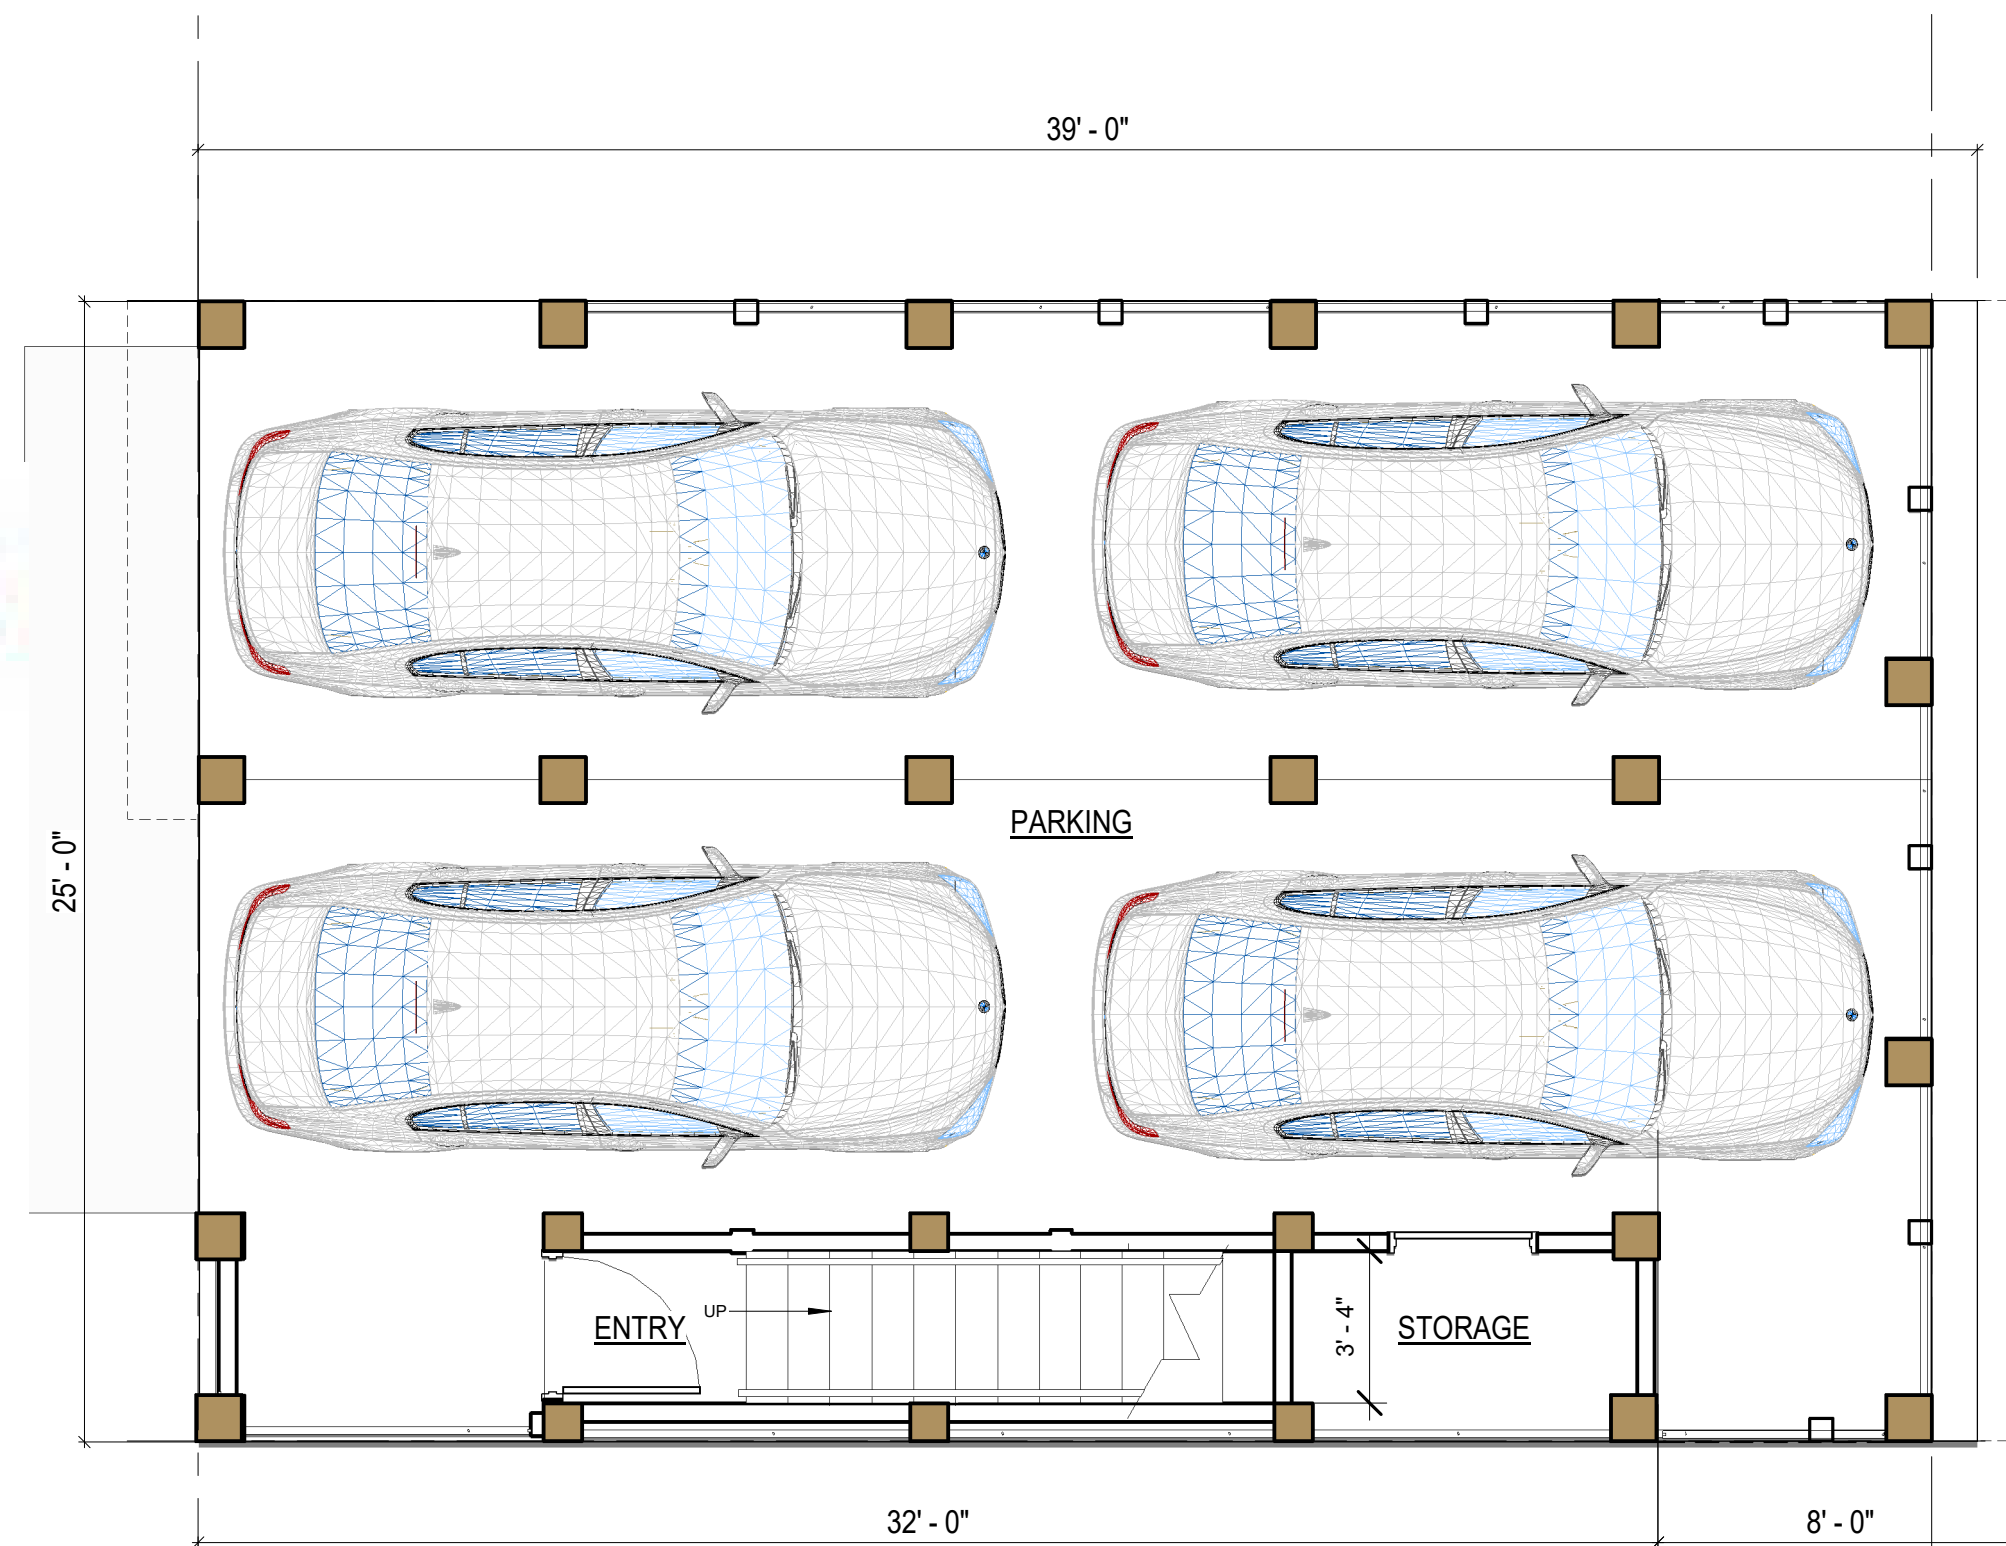 39' - 0"
25' - 0"
PARKING
ENTRY
UP
3' - 4"
STORAGE
32' - 0"
8' - 0"